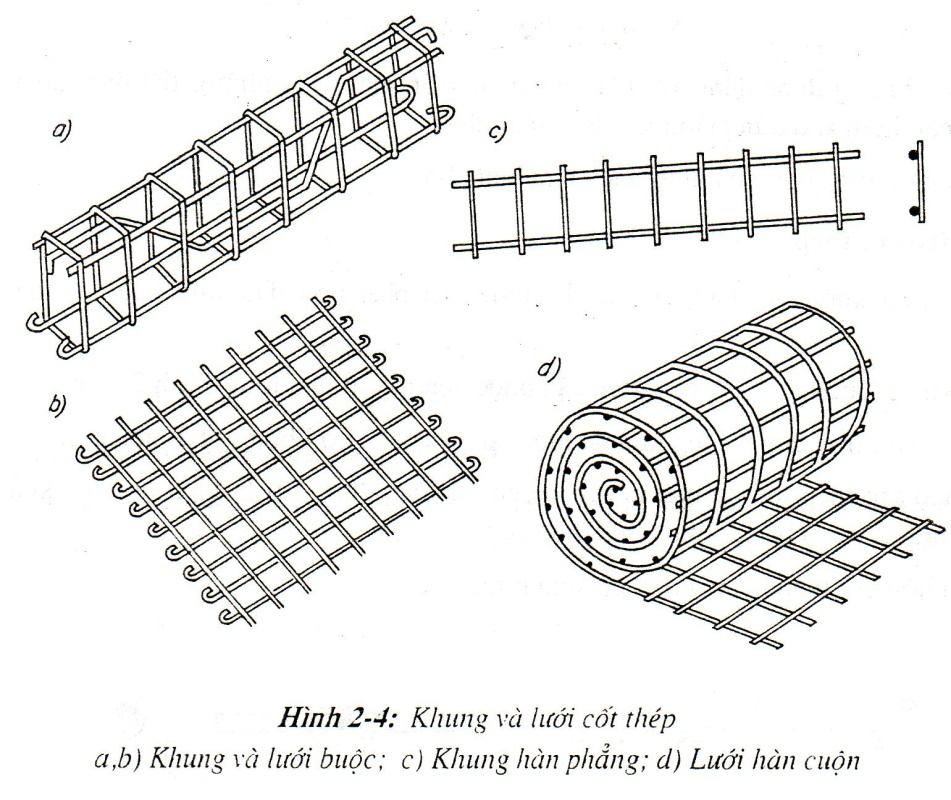 a)
c)
b)
d)
Hình 2-4: Khung và lưới cốt thép
a,b) Khung và lưới buộc; c) Khung hàn phẳng; d) Lưới hàn cuộn